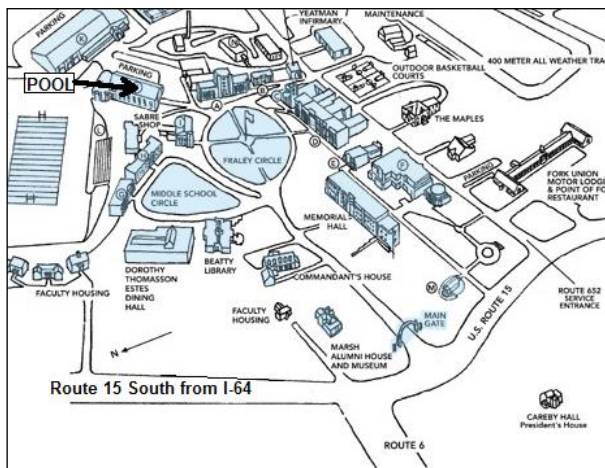 YEATMAN
INFIRMARY
MAINTENANCE
PARKING
K
N
400 METER ALL WEATHER TRA
OUTDOOR BASKETBALL
COURTS
PARKING
POOL
SABRE
SHOP
A
B
THE MAPLES
L
H
FRALEY CIRCLE
D
E
F
PARKING
FORK UNION
MOTOR LODGE
& POINT OF FO
RESTAURANT
G
MIDDLE SCHOOL
CIRCLE
MEMORIAL
HALL
DOROTHY
THOMASSON
ESTES
DINING
HALL
BEATTY
LIBRARY
COMMANDANT'S HOUSE
FACULTY HOUSING
M
ROUTE 652
SERVICE
ENTRANCE
U.S. ROUTE 15
FACULTY
HOUSING
MAIN
GATE
MARSH
ALUMNI HOUSE
AND MUSEUM
N
Route 15 South from I-64
CAREBY HALL
President's House
ROUTE 6